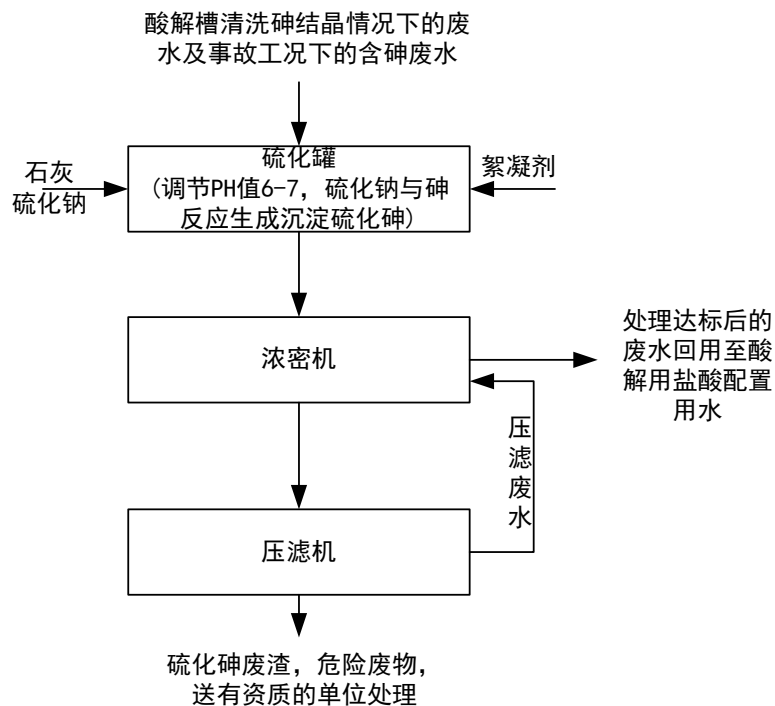 酸解槽清洗砷结晶情况下的废
水及事故工况下的含砷废水
石灰
硫化钠
硫化罐
(调节PH值6-7，硫化钠与砷
反应生成沉淀硫化砷)
絮凝剂
浓密机
处理达标后的
废水回用至酸
解用盐酸配置
用水
压
滤
废
水
压滤机
硫化砷废渣，危险废物，
送有资质的单位处理